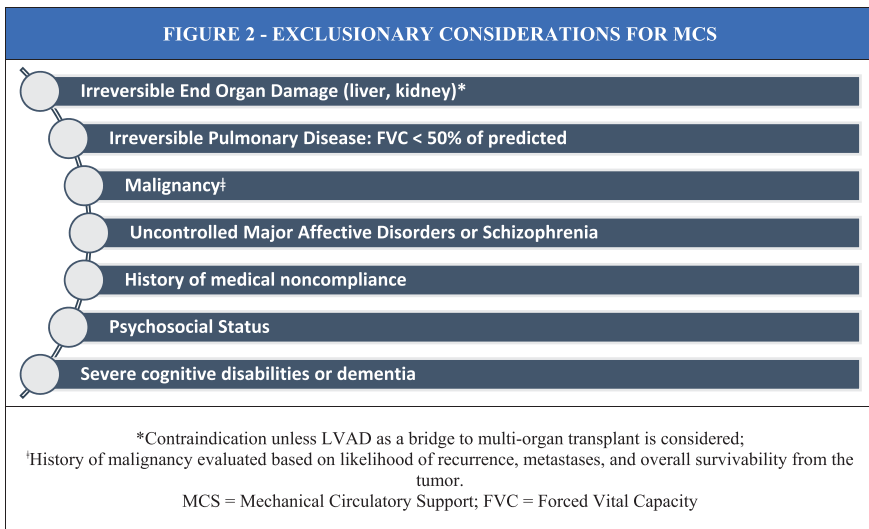 FIGURE 2 - EXCLUSIONARY CONSIDERATIONS FOR MCS
Irreversible End Organ Damage (liver, kidney)*
Irreversible Pulmonary Disease: FVC < 50% of predicted
Malignancyǂ
Uncontrolled Major Affective Disorders or Schizophrenia
History of medical noncompliance
Psychosocial Status
Severe cognitive disabilities or dementia
*Contraindication unless LVAD as a bridge to multi-organ transplant is considered;
ǂHistory of malignancy evaluated based on likelihood of recurrence, metastases, and overall survivability from the
tumor.
MCS = Mechanical Circulatory Support; FVC = Forced Vital Capacity